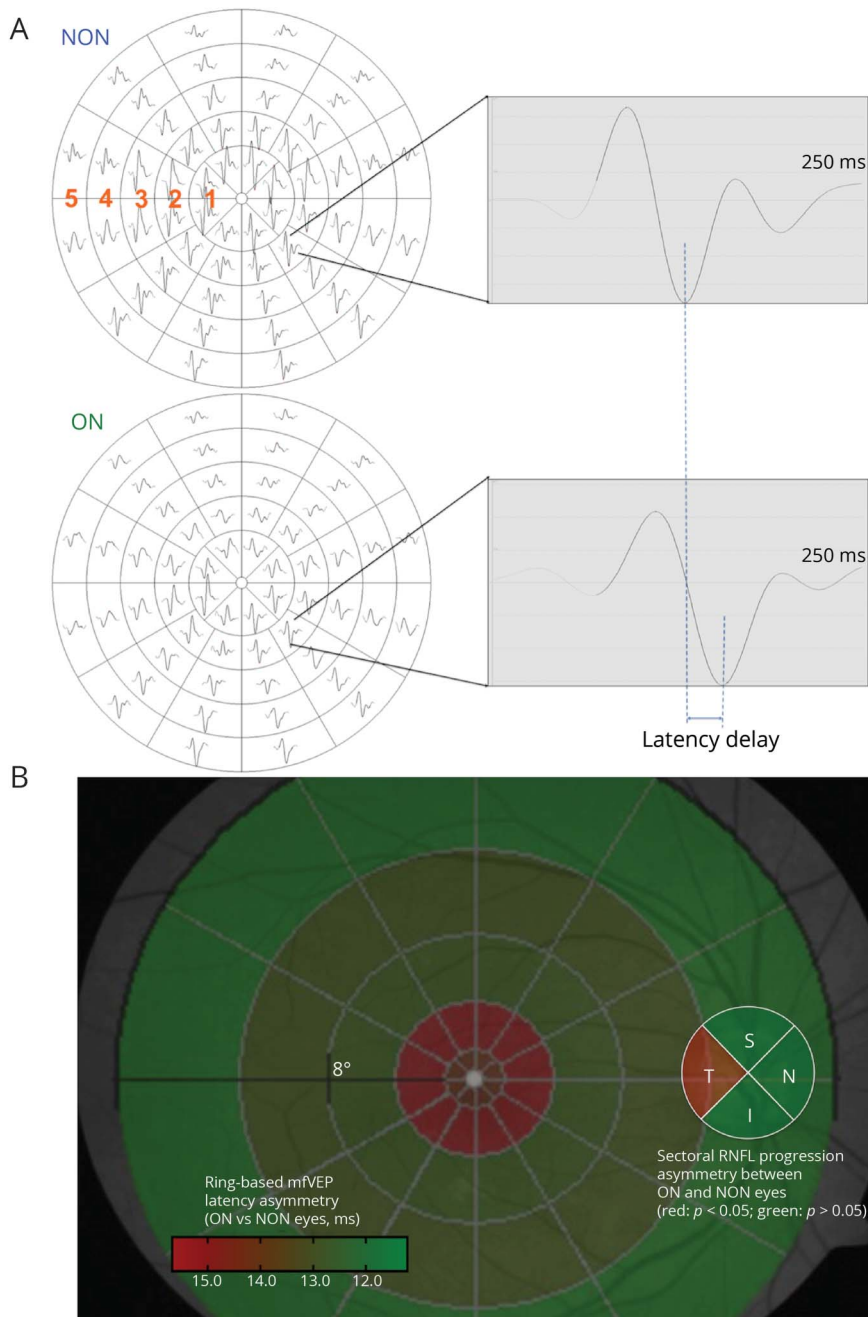 A
NON
5 4 3 2 1
250 ms
ON
250 ms
Latency delay
B
8°
S
T
N
I
Sectoral RNFL progression
asymmetry between
ON and NON eyes
(red: p < 0.05; green: p > 0.05)
Ring-based mfVEP
latency asymmetry
(ON vs NON eyes, ms)
15.0 14.0 13.0 12.0